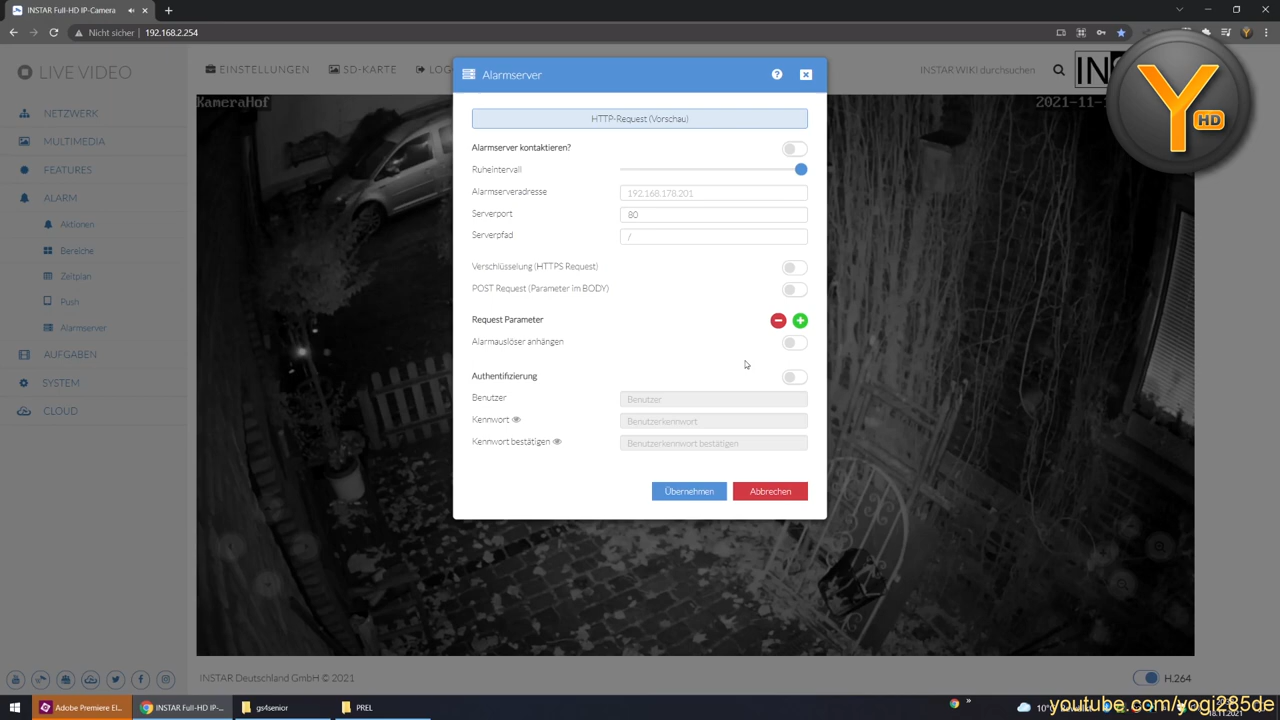 INSTAR Full-HD IP-Camera
Nicht sicher | 192.168.2.254
LIVE VIDEO
EINSTELLUNGEN
SD-KARTE
INSTAR WIKI durchsuchen
Alarmserver
KameraHof
HD
NETZWERK
MULTIMEDIA
FEATURES
ALARM
Aktionen
Bereiche
Zeitplan
Push
Alarmserver
AUFGABEN
SYSTEM
CLOUD
HTTP-Request (Vorschau)
Alarmserver kontaktieren?
Ruheintervall
Alarmserveradresse
192.168.178.201
Serverport
80
Serverpfad
/
Verschlüsselung (HTTPS Request)
POST Request (Parameter im BODY)
Request Parameter
Alarmauslöser anhängen
Authentifizierung
Benutzer
Benutzer
Kennwort
Benutzerkennwort
Kennwort bestätigen
Benutzerkennwort bestätigen
Übernehmen
Abbrechen
INSTAR Deutschland GmbH © 2021
H.264
Adobe Premiere El...
INSTAR Full-HD IP-...
gs4senior
PREL
youtube.com/yogi285de
18.11.2021